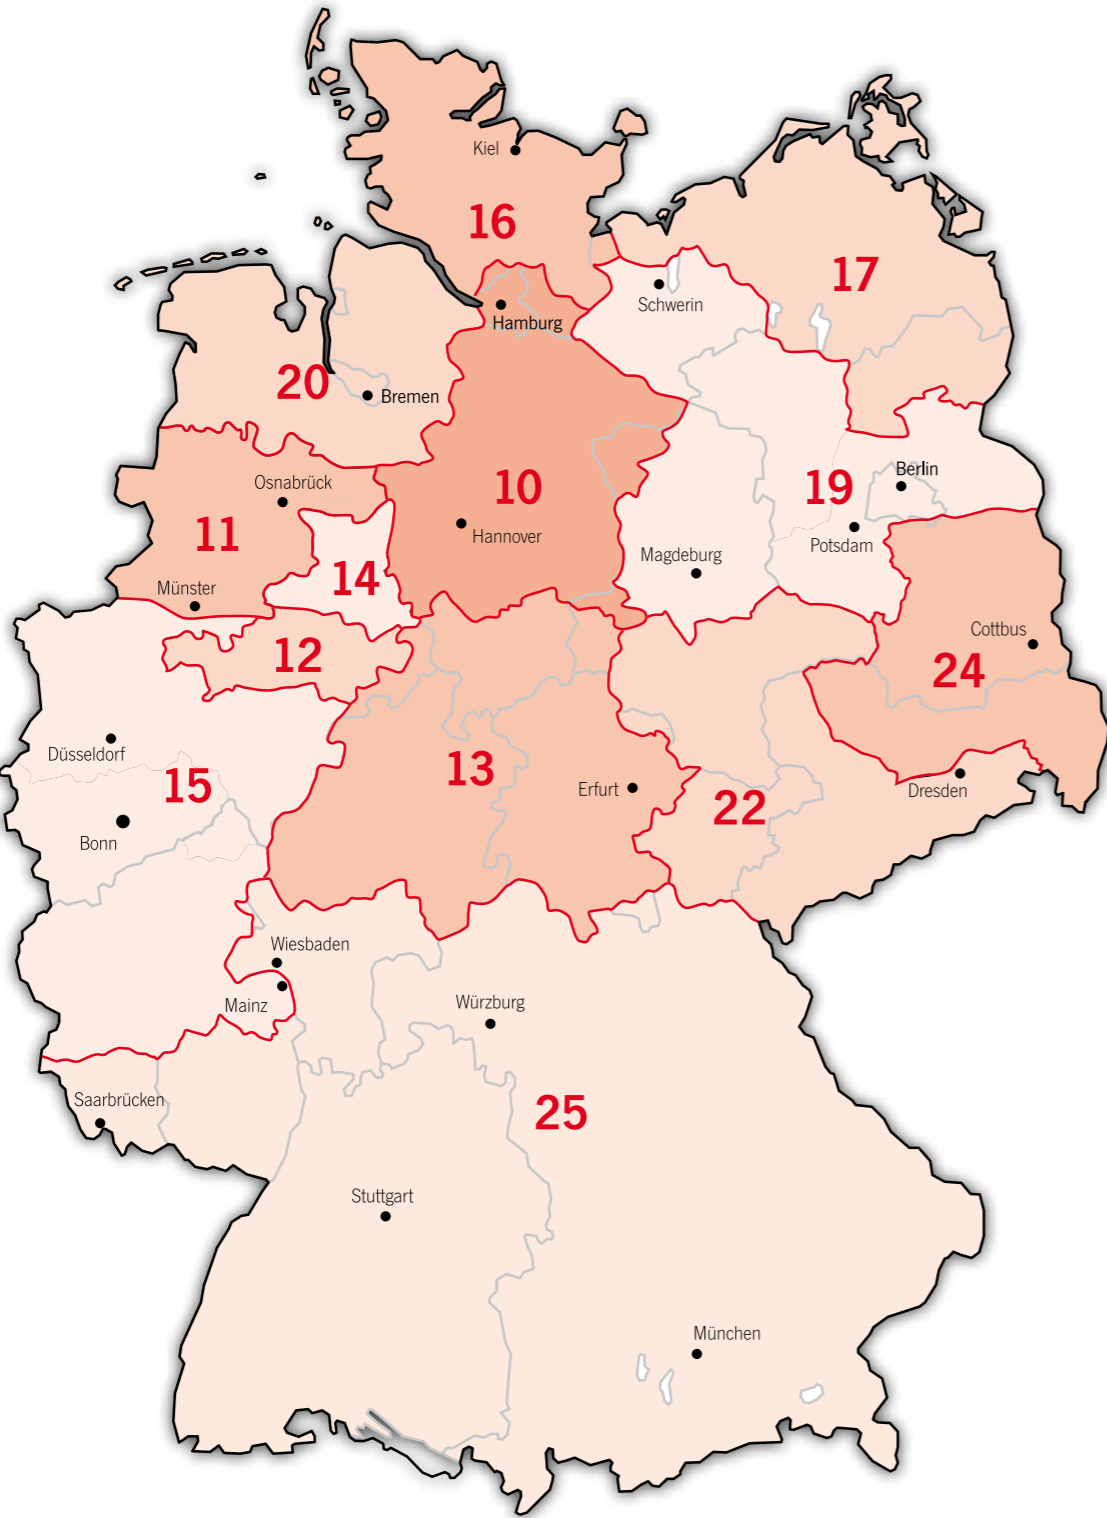 Kiel
16
17
Schwerin
Hamburg
20
Bremen
Osnabrück
10
19
Berlin
11
Hannover
Potsdam
Magdeburg
14
Münster
Cottbus
12
24
Düsseldorf
15
13
Erfurt
22
Dresden
Bonn
Wiesbaden
Mainz
Würzburg
Saarbrücken
25
Stuttgart
München